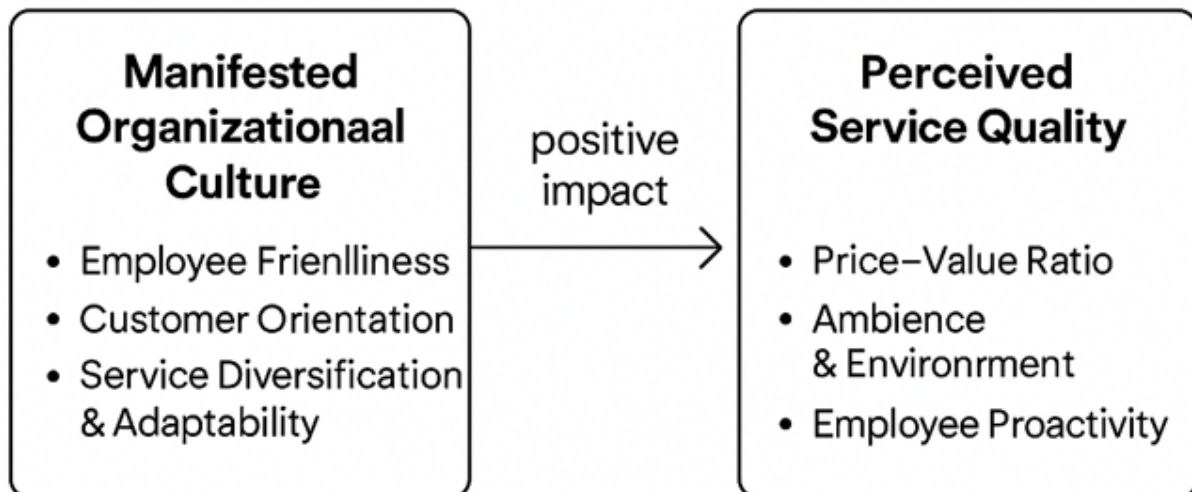 Manifested
Organizationaal
Culture
• Employee Frienlliness
• Customer Orientation
• Service Diversification
& Adaptability
positive
impact
Perceived
Service Quality
• Price–Value Ratio
• Ambience
& Environrment
• Employee Proactivity